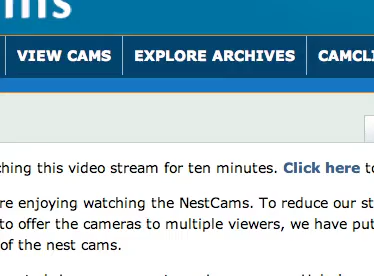 ms
VIEW CAMS EXPLORE ARCHIVES CAMCLI
ching this video stream for ten minutes. Click here to
re enjoying watching the NestCams. To reduce our st
to offer the cameras to multiple viewers, we have put
of the nest cams.